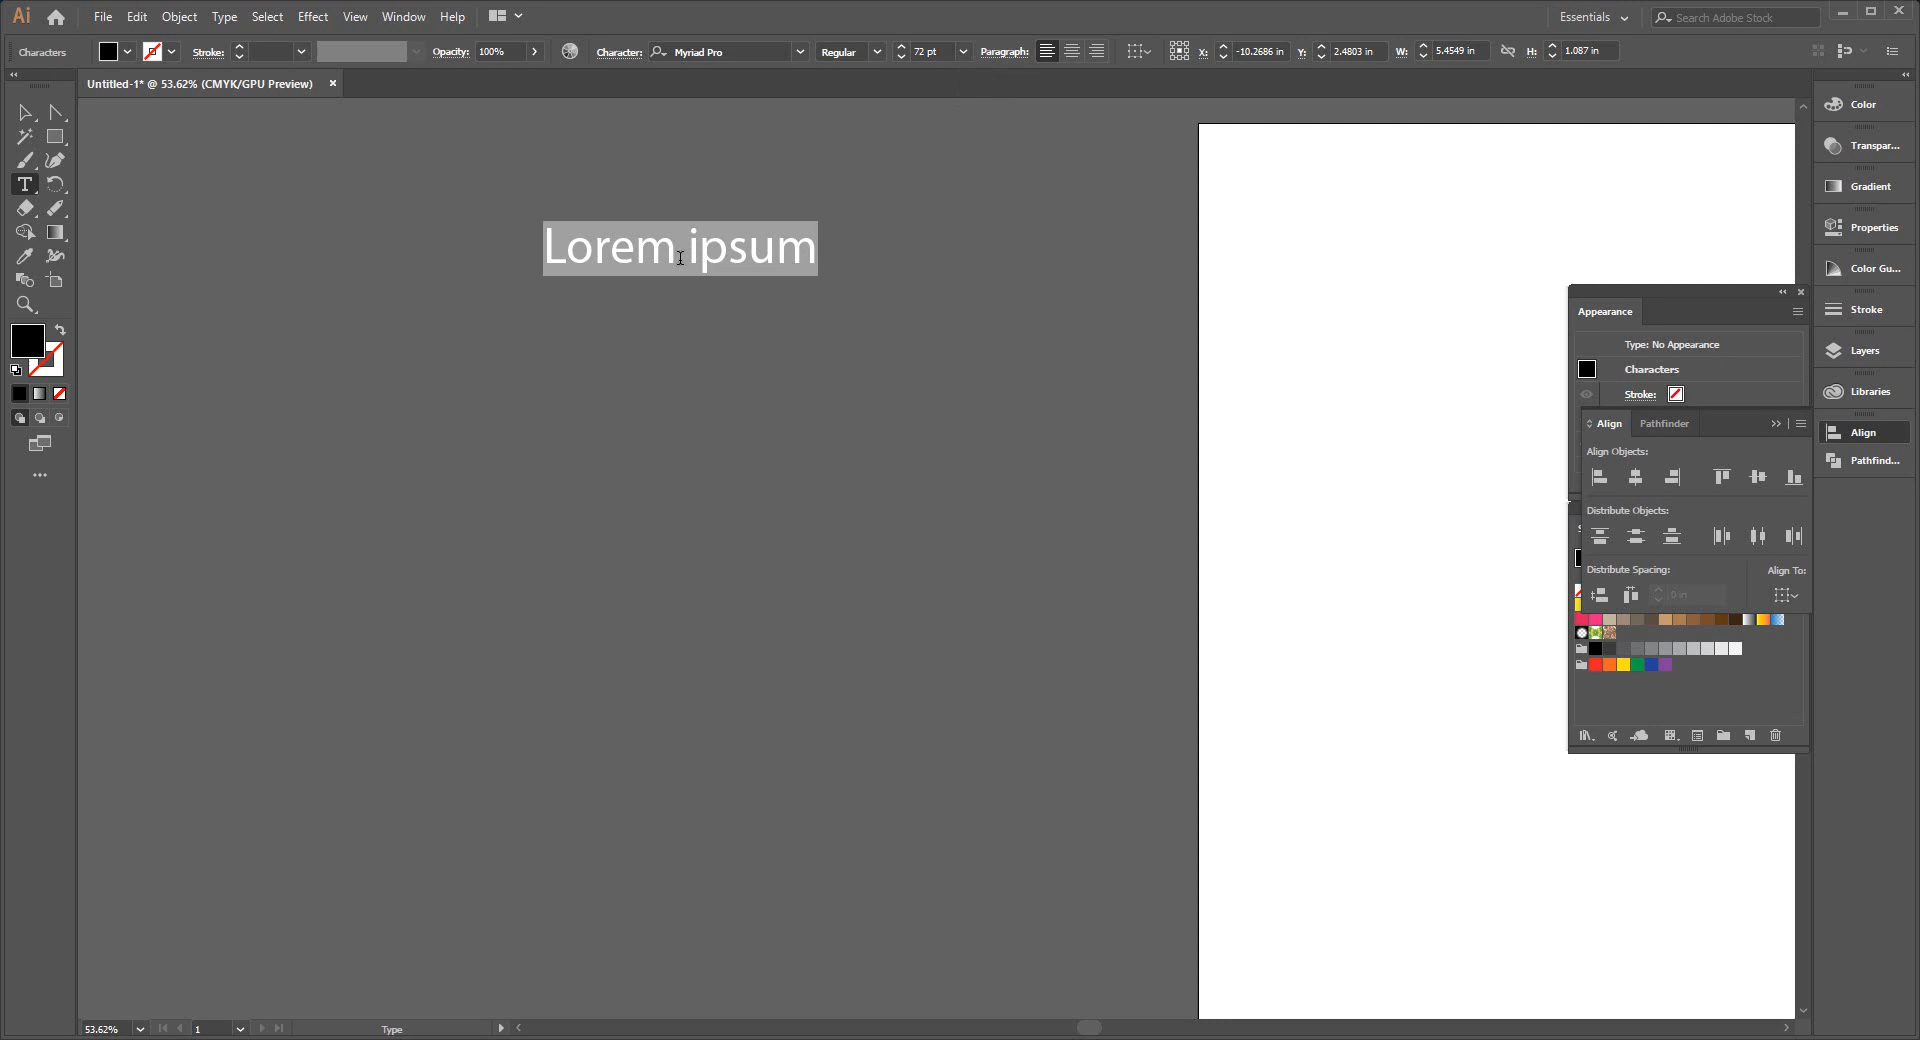 Ai File Edit Object Type Select Effect View Window Help Essentials Search Adobe Stock
Characters Stroke: Opacity: 100% Character: Myriad Pro Regular 72 pt Paragraph: X: -10.2686 in Y: 2.4803 in W: 5.4549 in H: 1.087 in
Untitled-1* @ 53.62% (CMYK/GPU Preview)
Lorem ipsum
Color
Transpar...
Gradient
Properties
Color Gu...
Stroke
Layers
Libraries
Align
Pathfind...
Appearance
Type: No Appearance
Characters
Stroke:
Align Pathfinder
Align Objects:
Distribute Objects:
Distribute Spacing: Align To:
0 in
53.62% 1 Type